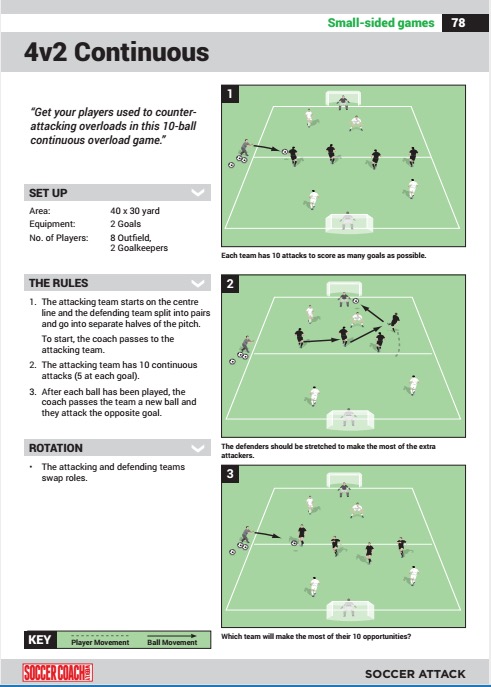 Small-sided games 78
4v2 Continuous
“Get your players used to counter-
attacking overloads in this 10-ball
continuous overload game.”
SET UP
Area: 40 x 30 yard
Equipment: 2 Goals
No. of Players: 8 Outfield,
2 Goalkeepers
THE RULES
1. The attacking team starts on the centre
line and the defending team split into pairs
and go into separate halves of the pitch.
To start, the coach passes to the
attacking team.
2. The attacking team has 10 continuous
attacks (5 at each goal).
3. After each ball has been played, the
coach passes the team a new ball and
they attack the opposite goal.
ROTATION
• The attacking and defending teams
swap roles.
1
Each team has 10 attacks to score as many goals as possible.
2
The defenders should be stretched to make the most of the extra
attackers.
3
Which team will make the most of their 10 opportunities?
KEY Player Movement Ball Movement
SOCCER COACH
SOCCER ATTACK